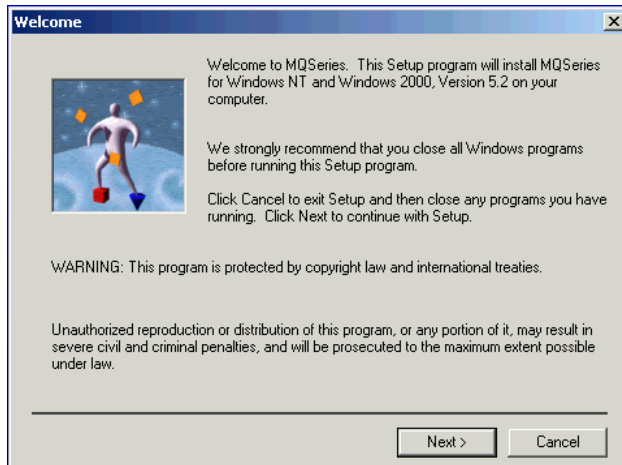 Welcome
Welcome to MQSeries. This Setup program will install MQSeries
for Windows NT and Windows 2000, Version 5.2 on your
computer.
We strongly recommend that you close all Windows programs
before running this Setup program.
Click Cancel to exit Setup and then close any programs you have
running. Click Next to continue with Setup.
WARNING: This program is protected by copyright law and international treaties.
Unauthorized reproduction or distribution of this program, or any portion of it, may result in
severe civil and criminal penalties, and will be prosecuted to the maximum extent possible
under law.
Next >
Cancel